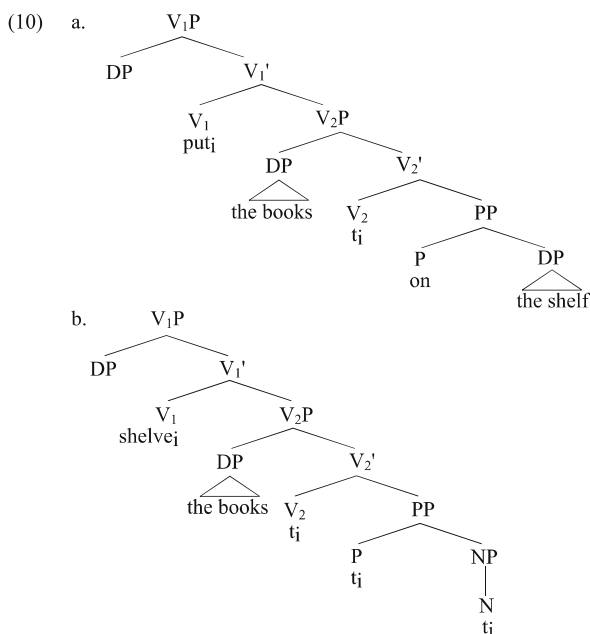 (10) a. V₁P
DP V₁'
V₁ V₂P
putᵢ
DP V₂'
the books V₂ PP
tᵢ
P DP
on
the shelf
b. V₁P
DP V₁'
V₁ V₂P
shelveᵢ
DP V₂'
the books V₂ PP
tᵢ
P NP
tᵢ
N
tᵢ